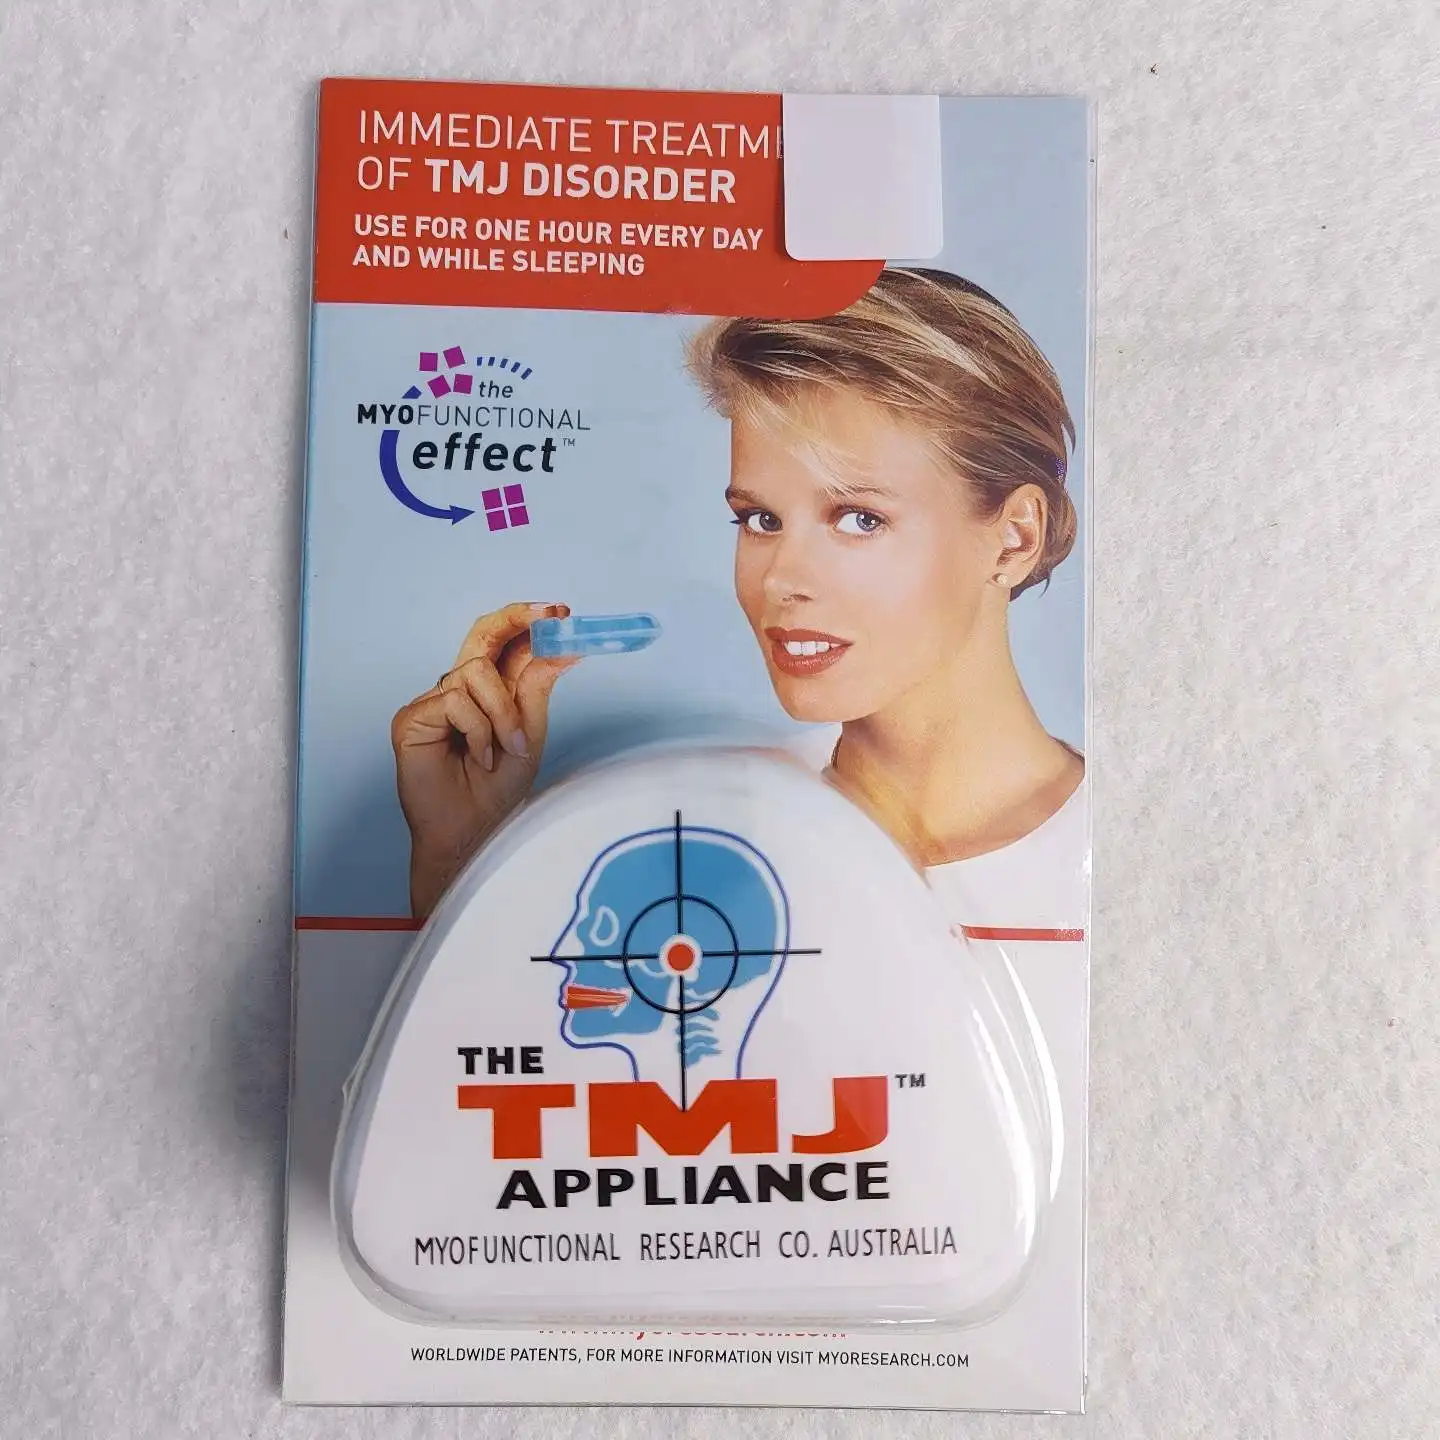 IMMEDIATE TREATM
OF TMJ DISORDER
USE FOR ONE HOUR EVERY DAY
AND WHILE SLEEPING
the
MYOFUNCTIONAL
effect™
THE
TMJ™
APPLIANCE
MYOFUNCTIONAL RESEARCH CO. AUSTRALIA
WORLDWIDE PATENTS, FOR MORE INFORMATION VISIT MYORESEARCH.COM